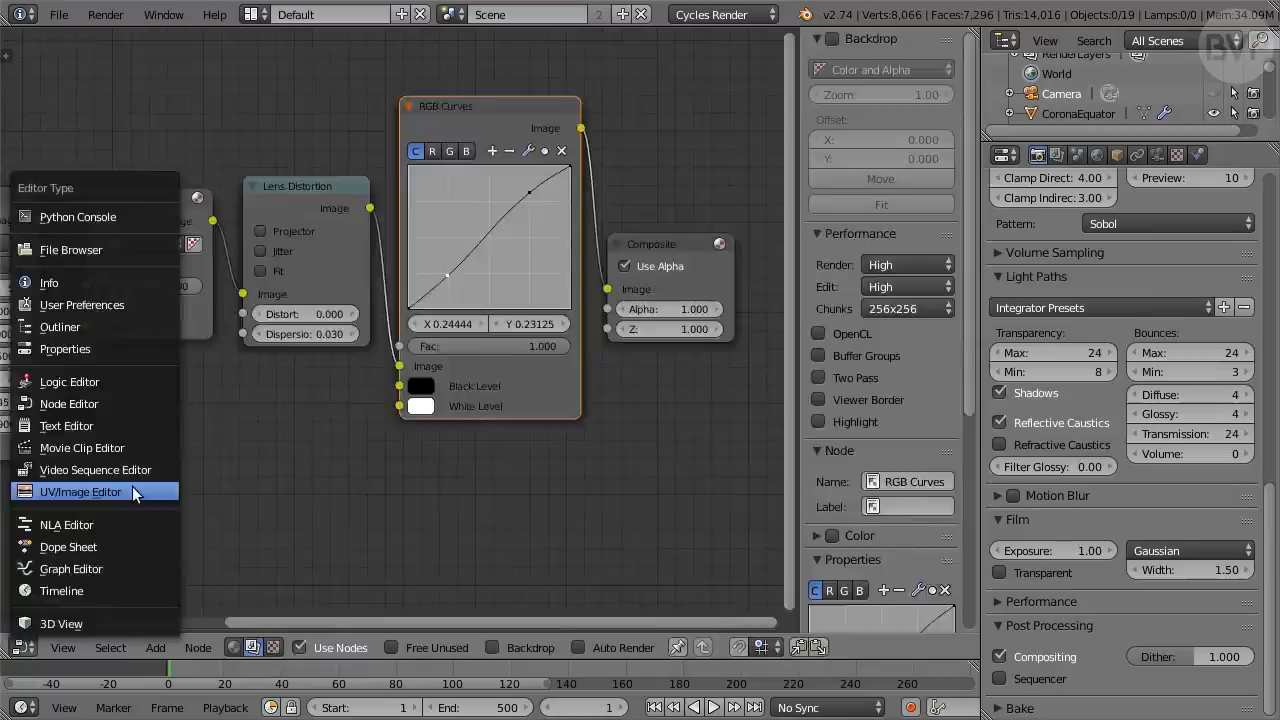 File Render Window Help Default Scene 2 Cycles Render v2.74 | Verts:8,066 | Faces:7,296 | Tris:14,016 | Objects:0/19 | Lamps:0/0 | Mem:34.09M
Editor Type
Python Console
File Browser
Info
User Preferences
Outliner
Properties
Logic Editor
Node Editor
Text Editor
Movie Clip Editor
Video Sequence Editor
UV/Image Editor
NLA Editor
Dope Sheet
Graph Editor
Timeline
3D View
Lens Distortion
Image
Projector
Jitter
Fit
Image
Distort: 0.000
Dispersio: 0.030
RGB Curves
Image
C R G B
X 0.24444 Y 0.23125
Fac: 1.000
Image
Black Level
White Level
Composite
Use Alpha
Image
Alpha: 1.000
Z: 1.000
Backdrop
Color and Alpha
Zoom: 1.00
Offset:
X: 0.000
Y: 0.000
Move
Fit
Performance
Render: High
Edit: High
Chunks 256x256
OpenCL
Buffer Groups
Two Pass
Viewer Border
Highlight
Node
Name: RGB Curves
Label:
Color
Properties
C R G B
View Search All Scenes
RenderLayers
World
Camera
CoronaEquator
Clamp Direct: 4.00 Preview: 10
Clamp Indirec: 3.00
Pattern: Sobol
Volume Sampling
Light Paths
Integrator Presets
Transparency: Bounces:
Max: 24 Max: 24
Min: 8 Min: 3
Shadows Diffuse: 4
Glossy: 4
Reflective Caustics Transmission: 24
Refractive Caustics Volume: 0
Filter Glossy: 0.00
Motion Blur
Film
Exposure: 1.00 Gaussian
Transparent Width: 1.50
Performance
Post Processing
Compositing Dither: 1.000
Sequencer
Bake
View Select Add Node Use Nodes Free Unused Backdrop Auto Render
-40 -20 0 20 40 60 80 100 120 140 160 180 200 220 240 260
View Marker Frame Playback Start: 1 End: 500 1 No Sync